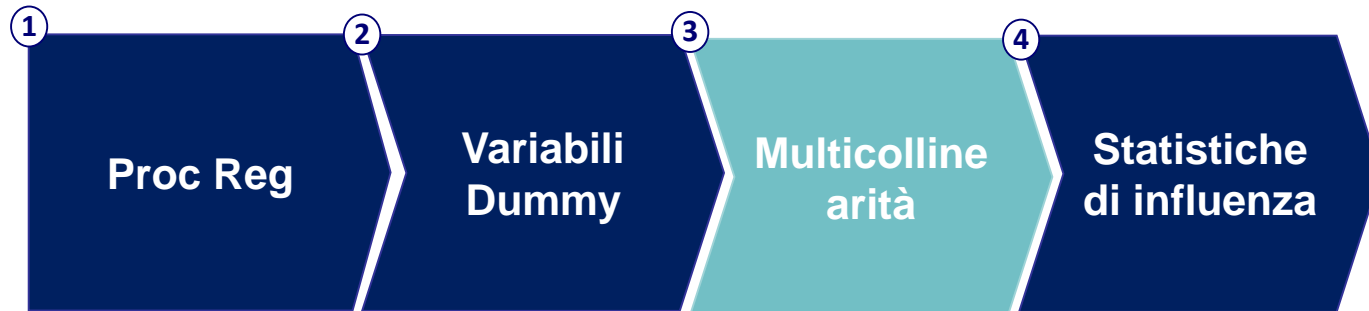 1
Proc Reg
2
Variabili
Dummy
3
Multicolline
arità
4
Statistiche
di influenza